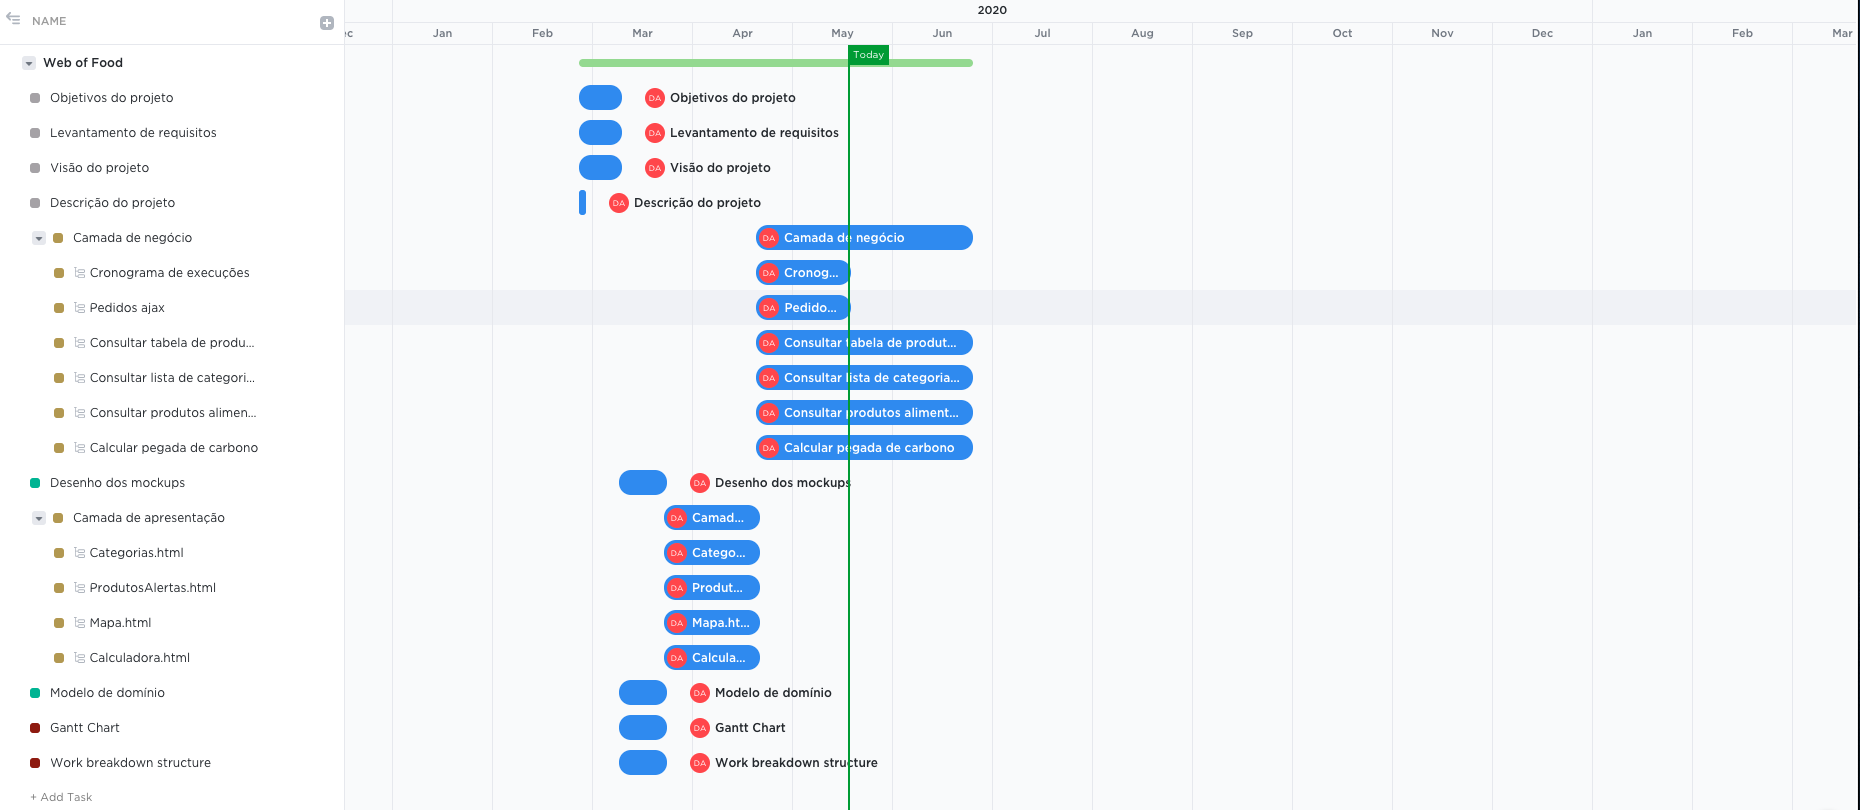 NAME
2020
ec Jan Feb Mar Apr May Jun Jul Aug Sep Oct Nov Dec Jan Feb Mar
Today
Web of Food
Objetivos do projeto DA Objetivos do projeto
Levantamento de requisitos DA Levantamento de requisitos
Visão do projeto DA Visão do projeto
Descrição do projeto DA Descrição do projeto
Camada de negócio DA Camada de negócio
Cronograma de execuções DA Cronog...
Pedidos ajax DA Pedido...
Consultar tabela de produ... DA Consultar tabela de produt...
Consultar lista de categori... DA Consultar lista de categoria...
Consultar produtos alimen... DA Consultar produtos aliment...
Calcular pegada de carbono DA Calcular pegada de carbono
Desenho dos mockups DA Desenho dos mockups
Camada de apresentação DA Camad...
Categorias.html DA Catego...
ProdutosAlertas.html DA Produt...
Mapa.html DA Mapa.ht...
Calculadora.html DA Calcula...
Modelo de domínio DA Modelo de domínio
Gantt Chart DA Gantt Chart
Work breakdown structure DA Work breakdown structure
+ Add Task